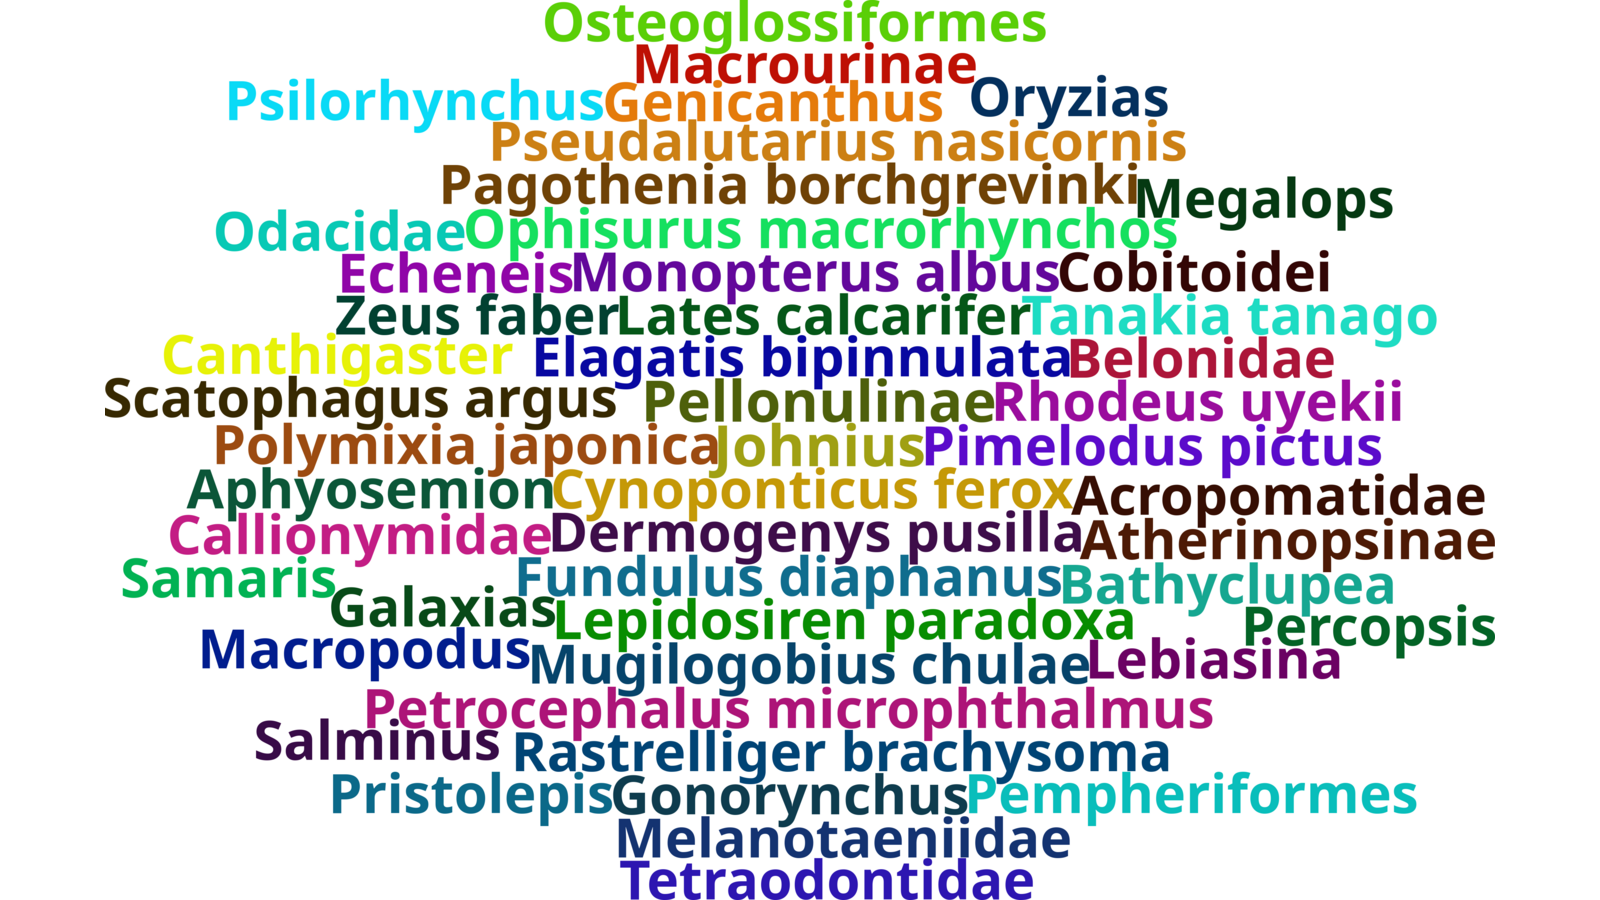 Osteoglossiformes
Macrourinae
Psilorhynchus Genicanthus Oryzias
Pseudalutarius nasicornis
Pagothenia borchgrevinki Megalops
Odacidae Ophisurus macrorhynchos
Echeneis Monopterus albus Cobitoidei
Zeus faber Lates calcarifer Tanakia tanago
Canthigaster Elagatis bipinnulata Belonidae
Scatophagus argus Pellonulinae Rhodeus uyekii
Polymixia japonica Johnius Pimelodus pictus
Aphyosemion Cynoponticus ferox Acropomatidae
Callionymidae Dermogenys pusilla Atherinopsinae
Samaris Fundulus diaphanus Bathyclupea
Galaxias Lepidosiren paradoxa Percopsis
Macropodus Mugilogobius chulae Lebiasina
Petrocephalus microphthalmus
Salminus Rastrelliger brachysoma
Pristolepis Gonorynchus Pempheriformes
Melanotaeniidae
Tetraodontidae